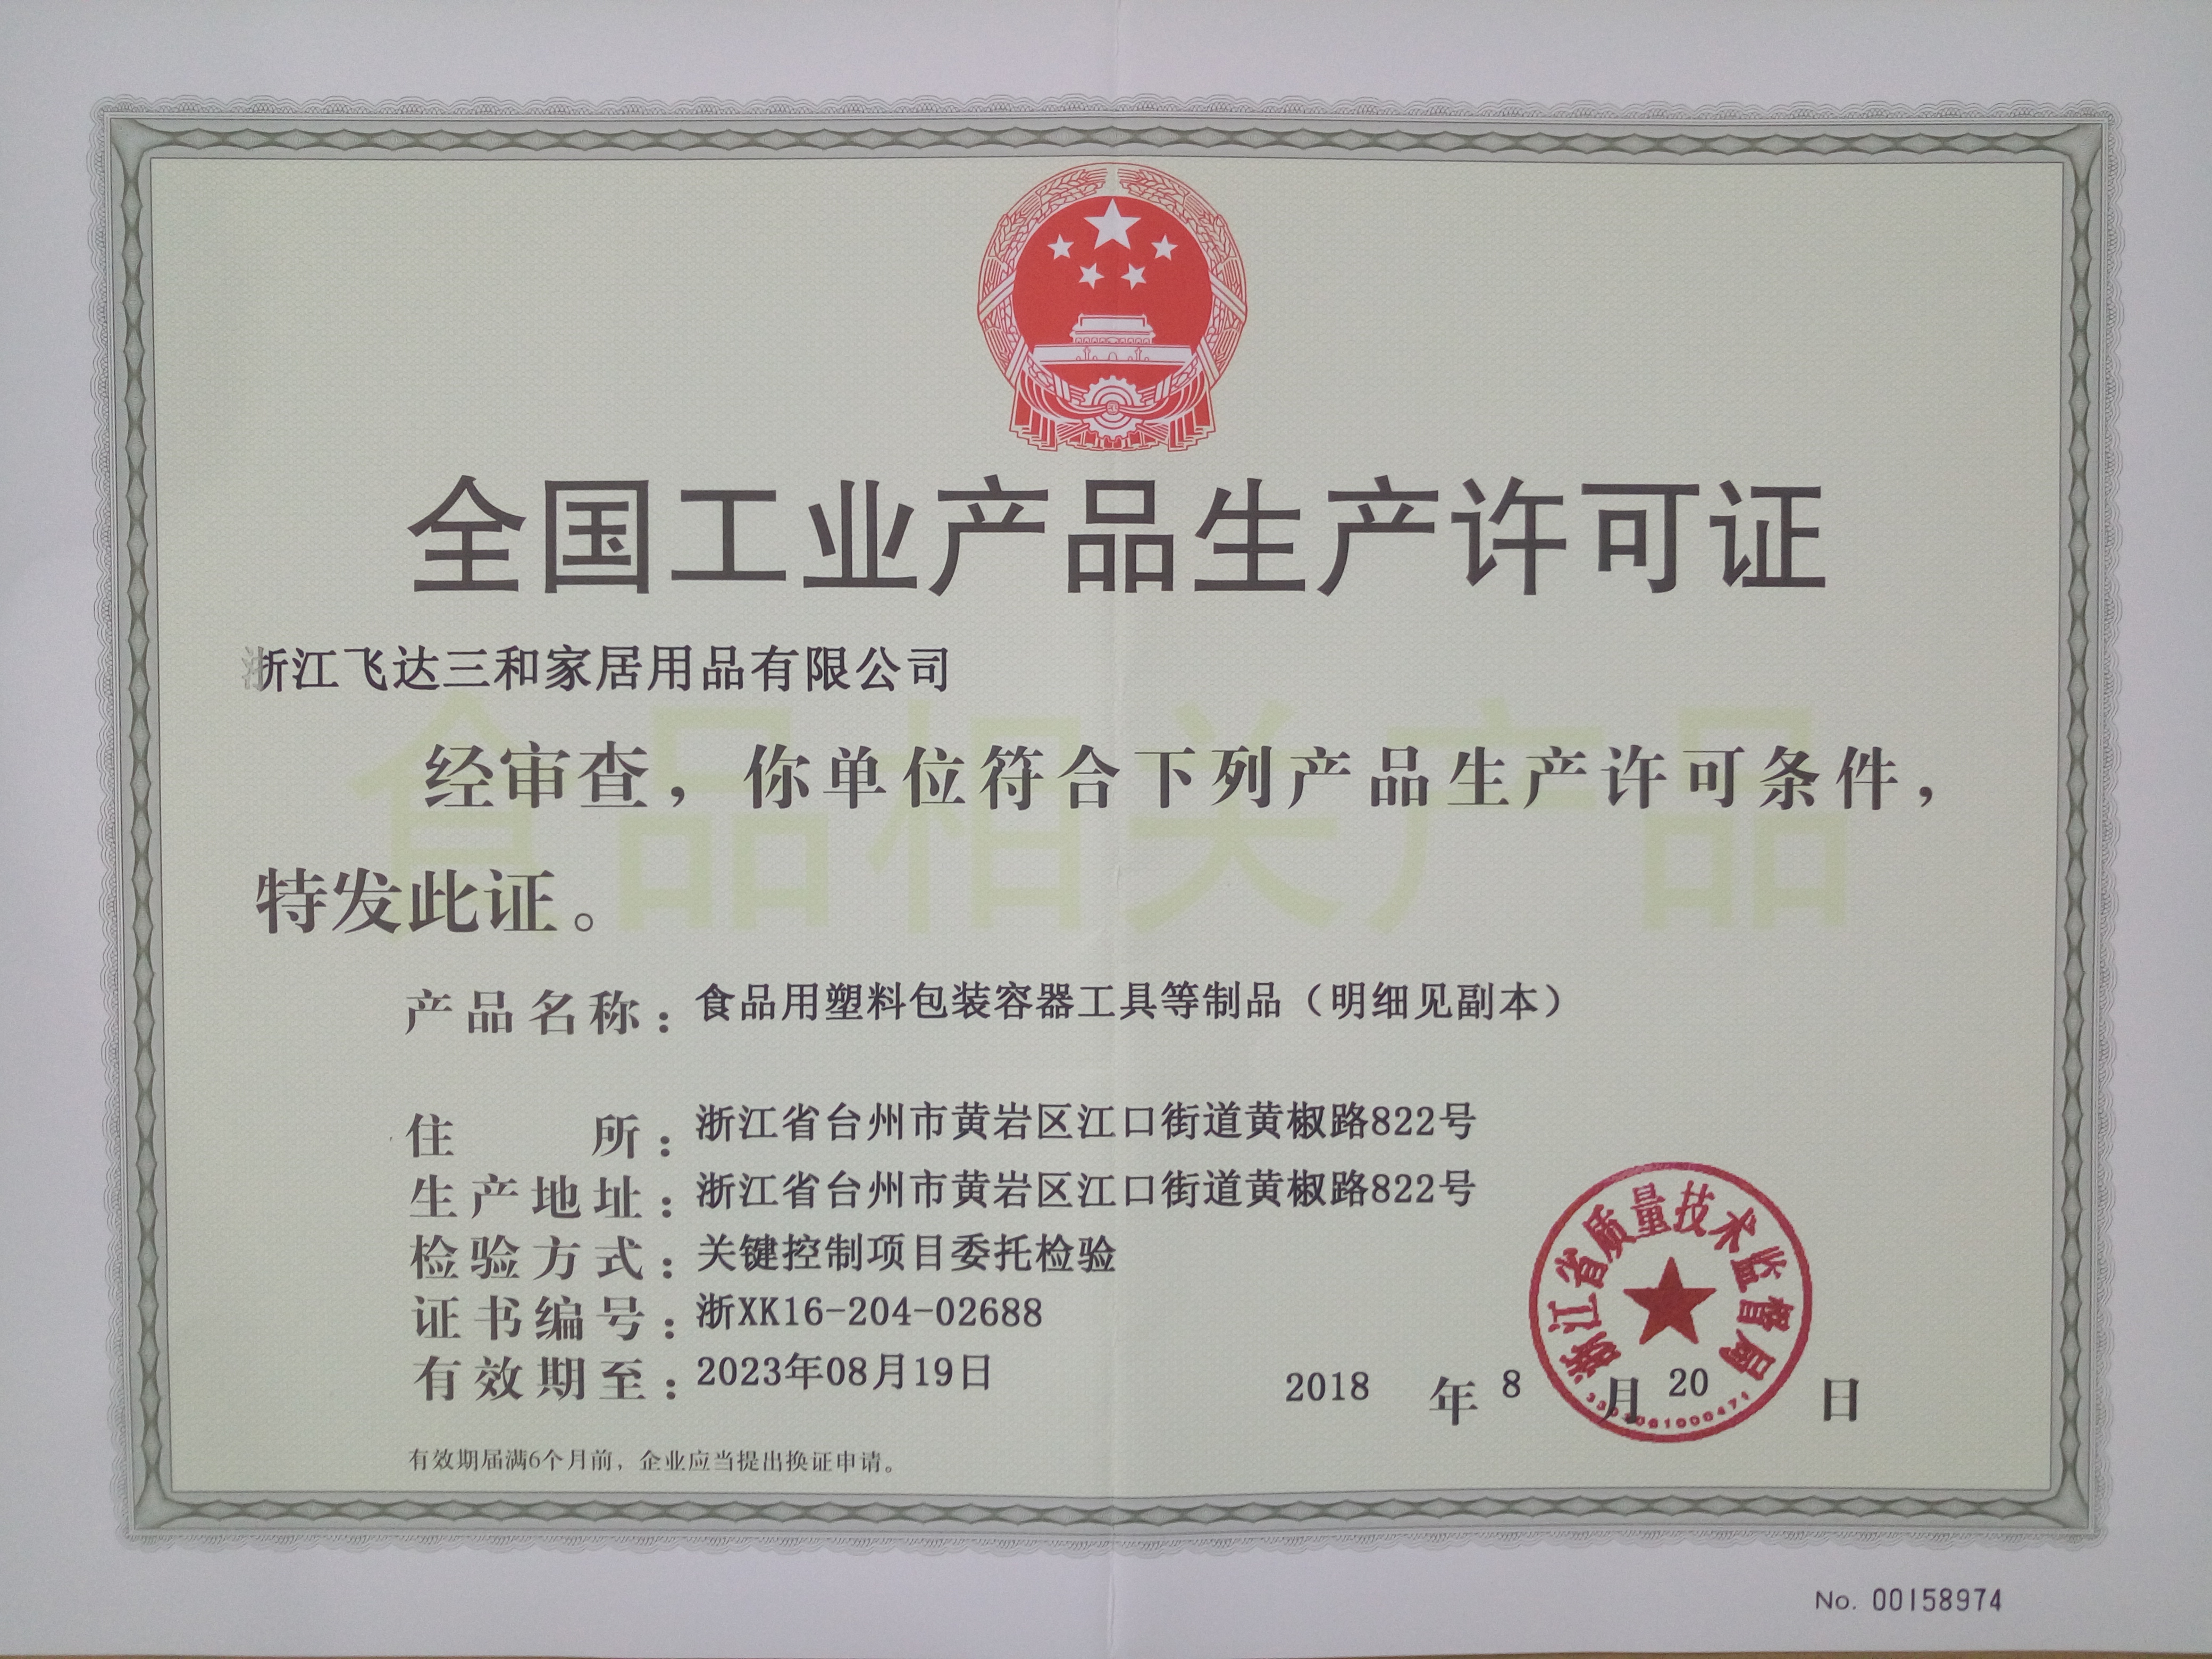 全国工业产品生产许可证
浙江飞达三和家居用品有限公司
食品相关产品
经审查，你单位符合下列产品生产许可条件，
特发此证。
产品名称：食品用塑料包装容器工具等制品（明细见副本）
住所：浙江省台州市黄岩区江口街道黄椒路822号
生产地址：浙江省台州市黄岩区江口街道黄椒路822号
检验方式：关键控制项目委托检验
证书编号：浙XK16-204-02688
有效期至：2023年08月19日
浙江省质量技术监督局
2018 年 8 月 20 日
有效期届满6个月前，企业应当提出换证申请。
No. 00158974